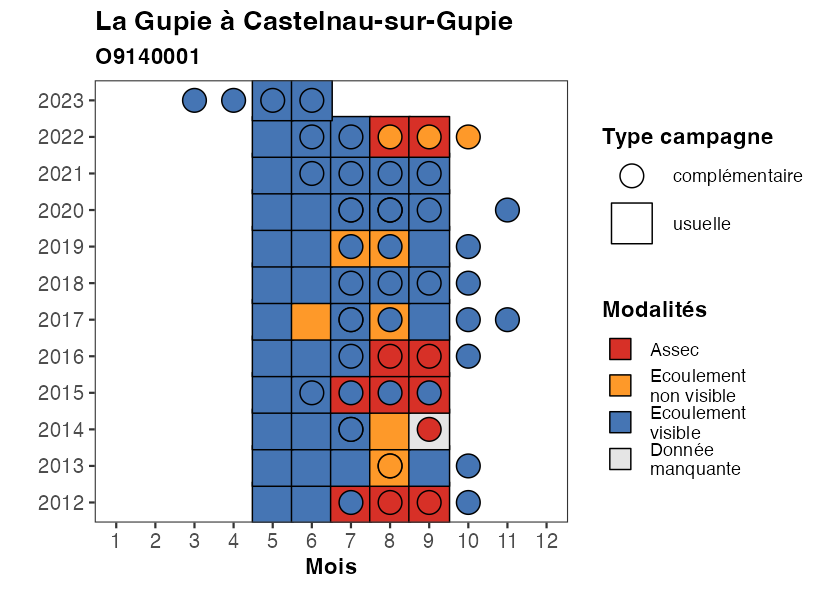 La Gupie à Castelnau-sur-Gupie
O9140001
2023
2022
2021
2020
2019
2018
2017
2016
2015
2014
2013
2012
1 2 3 4 5 6 7 8 9 10 11 12
Mois
Type campagne
complémentaire
usuelle
Modalités
Assec
Ecoulement
non visible
Ecoulement
visible
Donnée
manquante